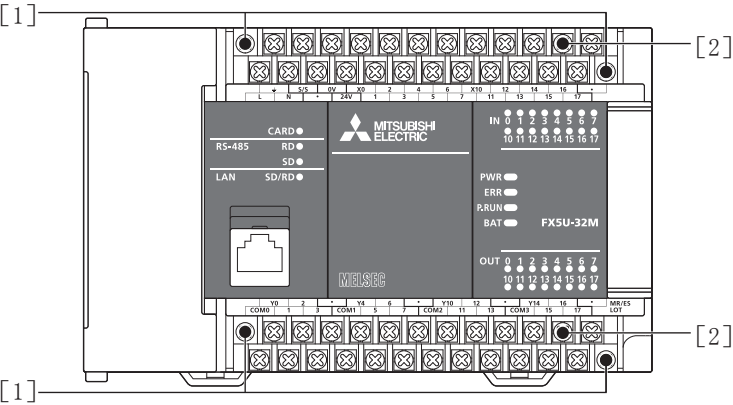 [1]
[2]
S/S 0V X0 2 4 6 X10 12 14 16 •
L N • 24V 1 3 5 7 11 13 15 17
CARD
RS-485 RD
SD
LAN SD/RD
MITSUBISHI
ELECTRIC
MELSEC
IN 0 1 2 3 4 5 6 7
10 11 12 13 14 15 16 17
PWR
ERR
P.RUN
BAT FX5U-32M
OUT 0 1 2 3 4 5 6 7
10 11 12 13 14 15 16 17
Y0 2 • Y4 6 • Y10 12 • Y14 16 • MR/ES
COM0 1 3 COM1 5 7 COM2 11 13 COM3 15 17 LOT
[2]
[1]